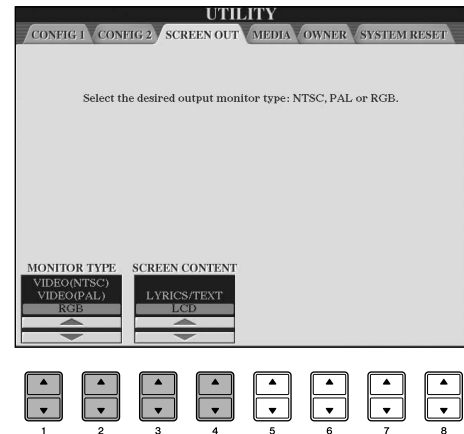 UTILITY
CONFIG 1 CONFIG 2 SCREEN OUT MEDIA OWNER SYSTEM RESET
Select the desired output monitor type: NTSC, PAL or RGB.
MONITOR TYPE SCREEN CONTENT
VIDEO(NTSC)
VIDEO(PAL) LYRICS/TEXT
RGB LCD
1 2 3 4 5 6 7 8